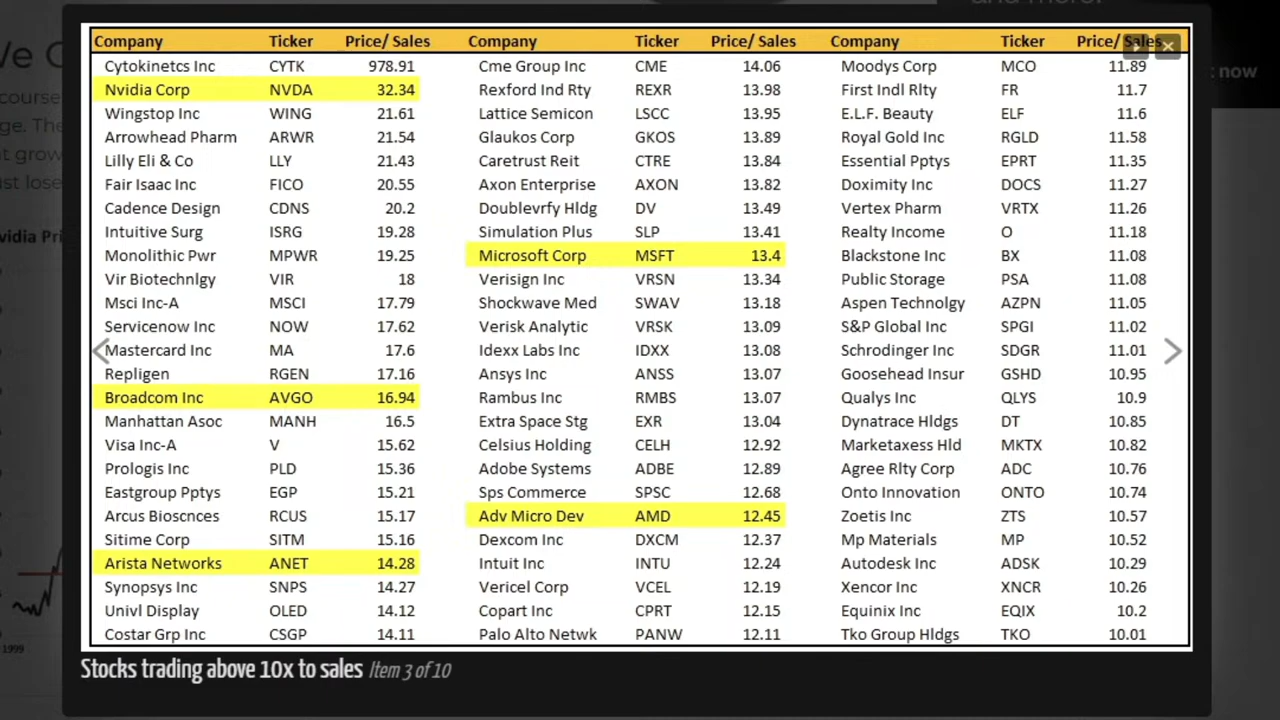 and more.
We C
course
ge. The
t grow
ust lose
now
vidia Pri
1999
Company Ticker Price/ Sales Company Ticker Price/ Sales Company Ticker Price/ Sales
Cytokinetcs Inc CYTK 978.91 Cme Group Inc CME 14.06 Moodys Corp MCO 11.89
Nvidia Corp NVDA 32.34 Rexford Ind Rty REXR 13.98 First Indl Rlty FR 11.7
Wingstop Inc WING 21.61 Lattice Semicon LSCC 13.95 E.L.F. Beauty ELF 11.6
Arrowhead Pharm ARWR 21.54 Glaukos Corp GKOS 13.89 Royal Gold Inc RGLD 11.58
Lilly Eli & Co LLY 21.43 Caretrust Reit CTRE 13.84 Essential Pptys EPRT 11.35
Fair Isaac Inc FICO 20.55 Axon Enterprise AXON 13.82 Doximity Inc DOCS 11.27
Cadence Design CDNS 20.2 Doublevrfy Hldg DV 13.49 Vertex Pharm VRTX 11.26
Intuitive Surg ISRG 19.28 Simulation Plus SLP 13.41 Realty Income O 11.18
Monolithic Pwr MPWR 19.25 Microsoft Corp MSFT 13.4 Blackstone Inc BX 11.08
Vir Biotechnlgy VIR 18 Verisign Inc VRSN 13.34 Public Storage PSA 11.08
Msci Inc-A MSCI 17.79 Shockwave Med SWAV 13.18 Aspen Technolgy AZPN 11.05
Servicenow Inc NOW 17.62 Verisk Analytic VRSK 13.09 S&P Global Inc SPGI 11.02
Mastercard Inc MA 17.6 Idexx Labs Inc IDXX 13.08 Schrodinger Inc SDGR 11.01
Repligen RGEN 17.16 Ansys Inc ANSS 13.07 Goosehead Insur GSHD 10.95
Broadcom Inc AVGO 16.94 Rambus Inc RMBS 13.07 Qualys Inc QLYS 10.9
Manhattan Asoc MANH 16.5 Extra Space Stg EXR 13.04 Dynatrace Hldgs DT 10.85
Visa Inc-A V 15.62 Celsius Holding CELH 12.92 Marketaxess Hld MKTX 10.82
Prologis Inc PLD 15.36 Adobe Systems ADBE 12.89 Agree Rlty Corp ADC 10.76
Eastgroup Pptys EGP 15.21 Sps Commerce SPSC 12.68 Onto Innovation ONTO 10.74
Arcus Bioscnces RCUS 15.17 Adv Micro Dev AMD 12.45 Zoetis Inc ZTS 10.57
Sitime Corp SITM 15.16 Dexcom Inc DXCM 12.37 Mp Materials MP 10.52
Arista Networks ANET 14.28 Intuit Inc INTU 12.24 Autodesk Inc ADSK 10.29
Synopsys Inc SNPS 14.27 Vericel Corp VCEL 12.19 Xencor Inc XNCR 10.26
Univl Display OLED 14.12 Copart Inc CPRT 12.15 Equinix Inc EQIX 10.2
Costar Grp Inc CSGP 14.11 Palo Alto Netwk PANW 12.11 Tko Group Hldgs TKO 10.01
Stocks trading above 10x to sales Item 3 of 10